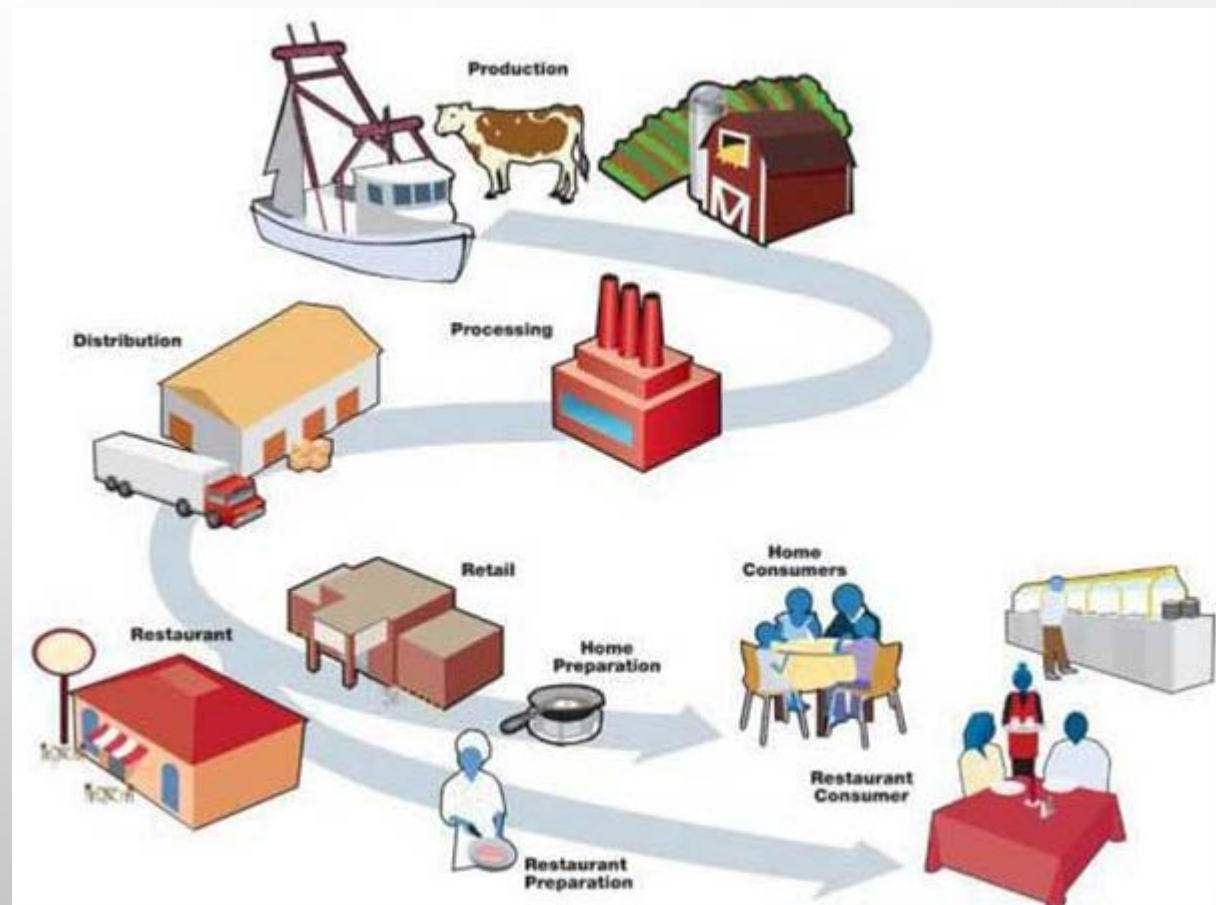 Production
Processing
Distribution
Retail
Home
Consumers
Restaurant
Home
Preparation
Restaurant
Consumer
Restaurant
Preparation